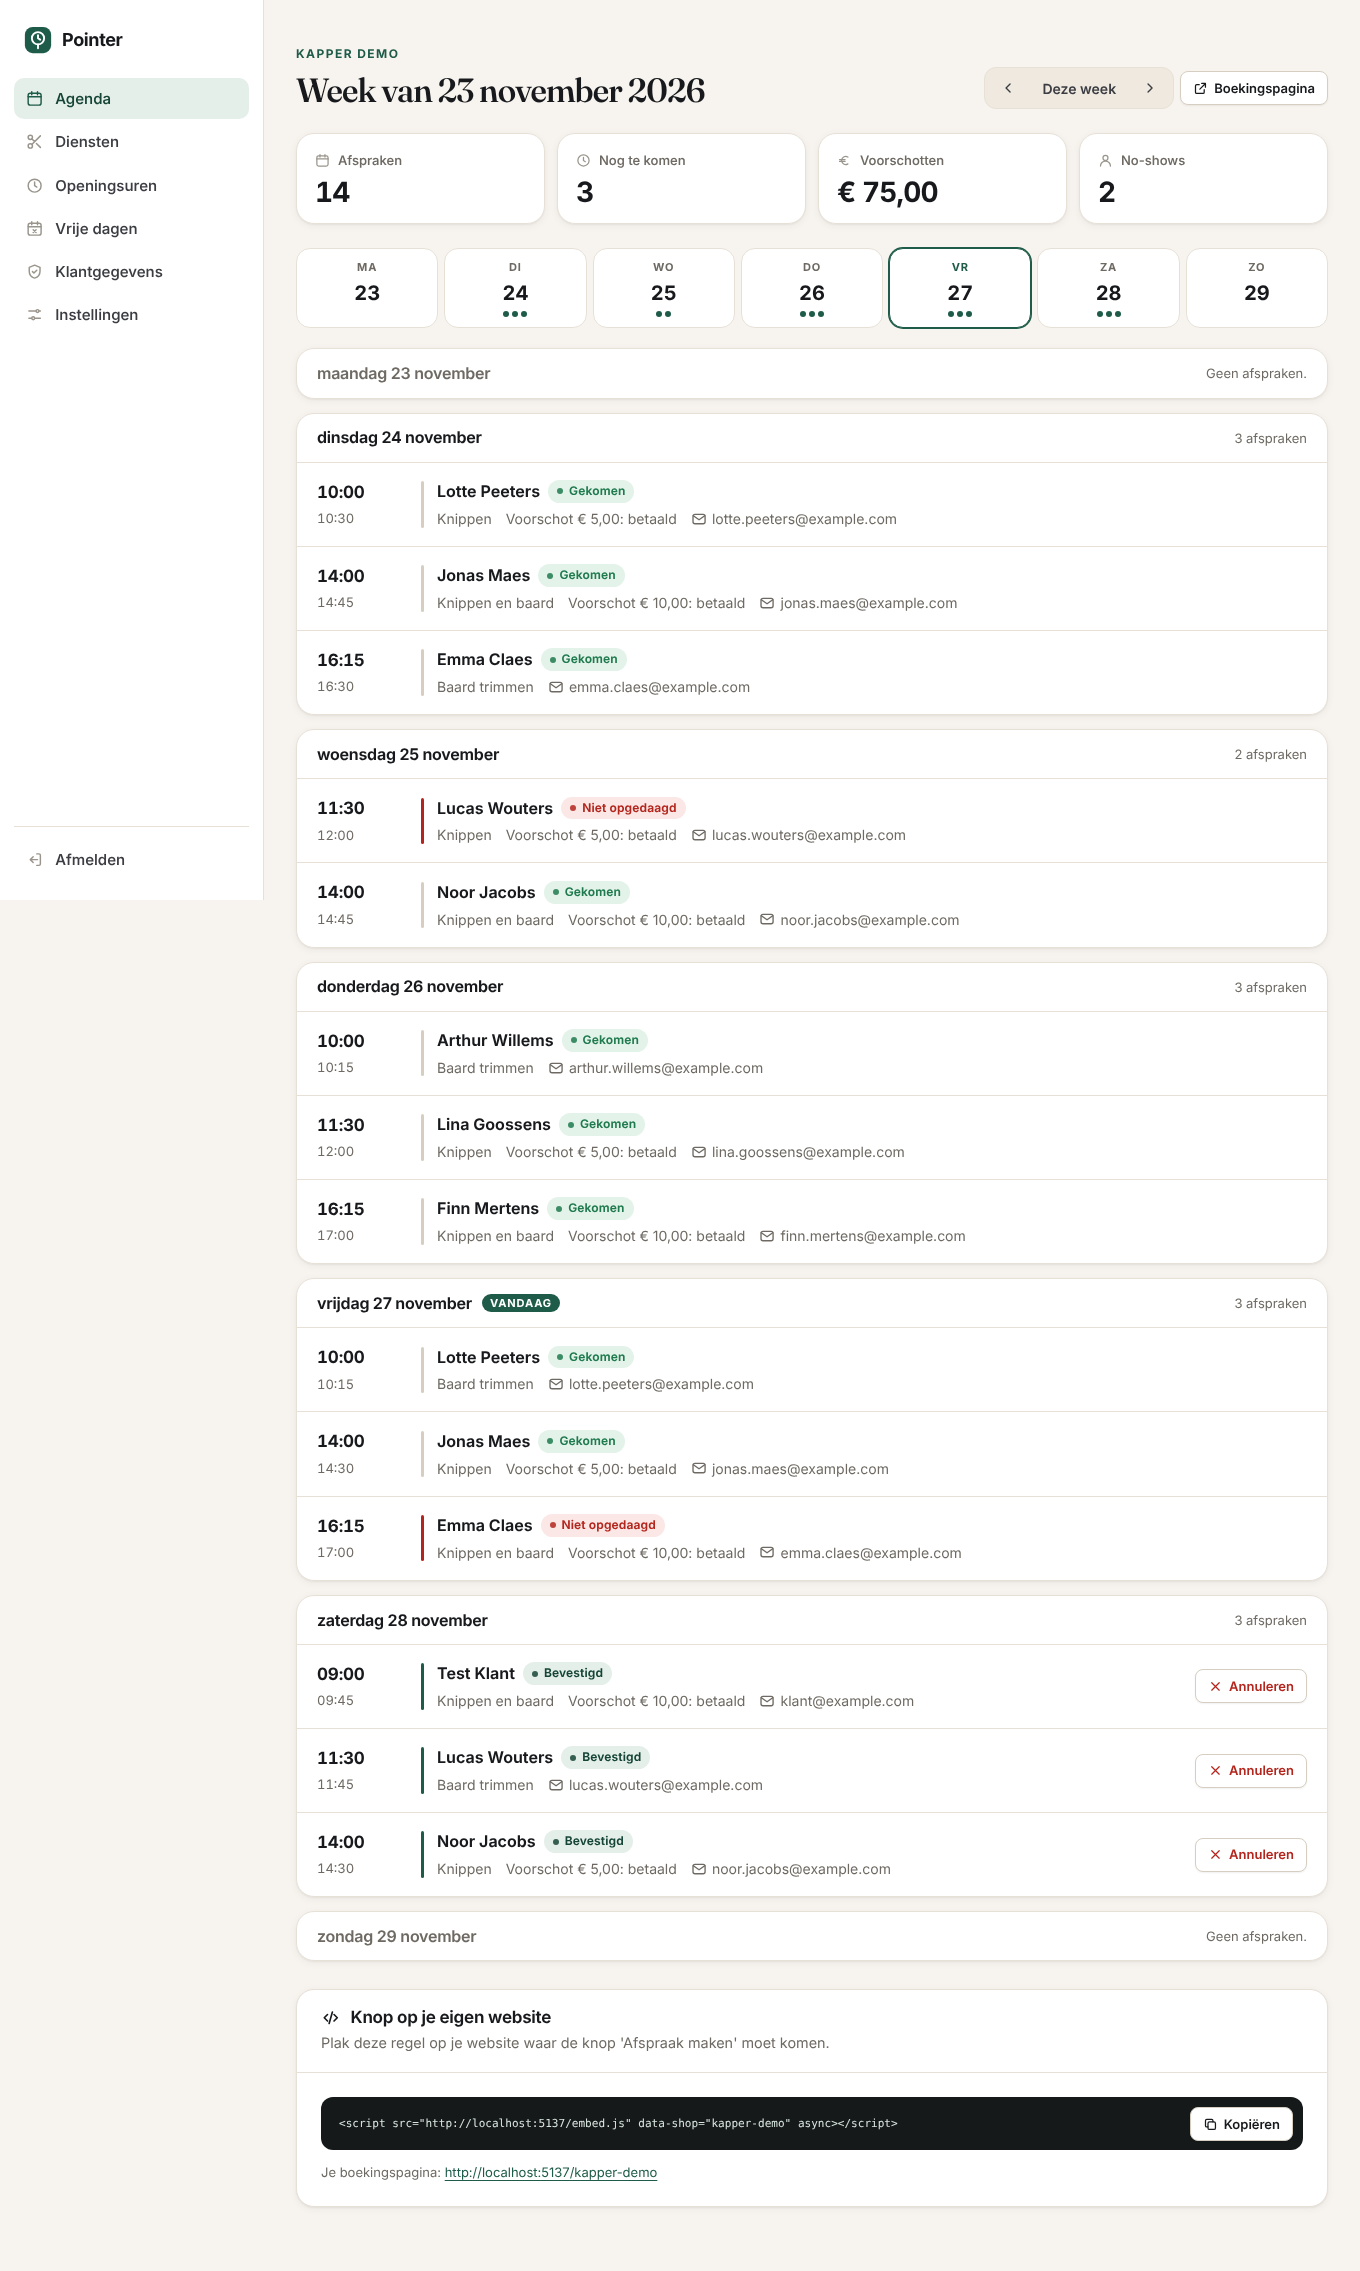 Pointer
Agenda
Diensten
Openingsuren
Vrije dagen
Klantgegevens
Instellingen
Afmelden
KAPPER DEMO
Week van 23 november 2026
Deze week
Boekingspagina
Afspraken
14
Nog te komen
3
Voorschotten
€ 75,00
No-shows
2
MA
23
DI
24
WO
25
DO
26
VR
27
ZA
28
ZO
29
maandag 23 november Geen afspraken.
dinsdag 24 november 3 afspraken
10:00 Lotte Peeters Gekomen
10:30 Knippen Voorschot € 5,00: betaald lotte.peeters@example.com
14:00 Jonas Maes Gekomen
14:45 Knippen en baard Voorschot € 10,00: betaald jonas.maes@example.com
16:15 Emma Claes Gekomen
16:30 Baard trimmen emma.claes@example.com
woensdag 25 november 2 afspraken
11:30 Lucas Wouters Niet opgedaagd
12:00 Knippen Voorschot € 5,00: betaald lucas.wouters@example.com
14:00 Noor Jacobs Gekomen
14:45 Knippen en baard Voorschot € 10,00: betaald noor.jacobs@example.com
donderdag 26 november 3 afspraken
10:00 Arthur Willems Gekomen
10:15 Baard trimmen arthur.willems@example.com
11:30 Lina Goossens Gekomen
12:00 Knippen Voorschot € 5,00: betaald lina.goossens@example.com
16:15 Finn Mertens Gekomen
17:00 Knippen en baard Voorschot € 10,00: betaald finn.mertens@example.com
vrijdag 27 november VANDAAG 3 afspraken
10:00 Lotte Peeters Gekomen
10:15 Baard trimmen lotte.peeters@example.com
14:00 Jonas Maes Gekomen
14:30 Knippen Voorschot € 5,00: betaald jonas.maes@example.com
16:15 Emma Claes Niet opgedaagd
17:00 Knippen en baard Voorschot € 10,00: betaald emma.claes@example.com
zaterdag 28 november 3 afspraken
09:00 Test Klant Bevestigd Annuleren
09:45 Knippen en baard Voorschot € 10,00: betaald klant@example.com
11:30 Lucas Wouters Bevestigd Annuleren
11:45 Baard trimmen lucas.wouters@example.com
14:00 Noor Jacobs Bevestigd Annuleren
14:30 Knippen Voorschot € 5,00: betaald noor.jacobs@example.com
zondag 29 november Geen afspraken.
Knop op je eigen website
Plak deze regel op je website waar de knop 'Afspraak maken' moet komen.
<script src="http://localhost:5137/embed.js" data-shop="kapper-demo" async></script> Kopiëren
Je boekingspagina: http://localhost:5137/kapper-demo